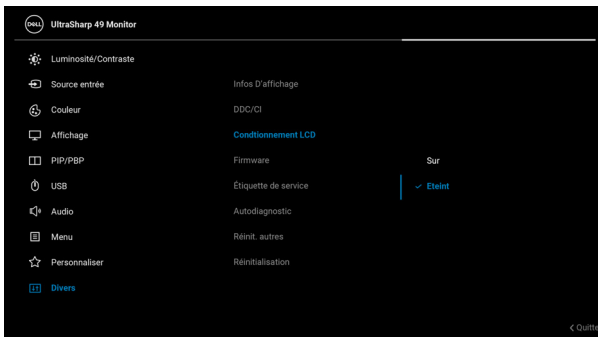 DELL UltraSharp 49 Monitor
Luminosité/Contraste
Source entrée
Infos D'affichage
Couleur
DDC/CI
Affichage
Condtionnement LCD
PIP/PBP
Firmware
Sur
USB
Étiquette de service
Eteint
Audio
Autodiagnostic
Menu
Réinit. autres
Personnaliser
Réinitialisation
Divers
Quitte